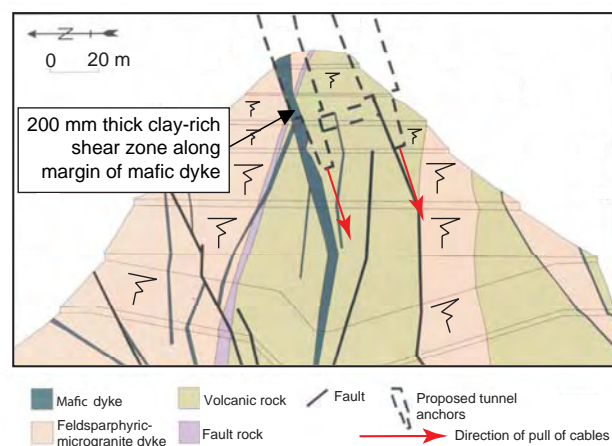 N
0 20 m
200 mm thick clay-rich
shear zone along
margin of mafic dyke
Mafic dyke
Volcanic rock
Fault
Proposed tunnel
anchors
Feldsparphyric-
microgranite dyke
Fault rock
Direction of pull of cables